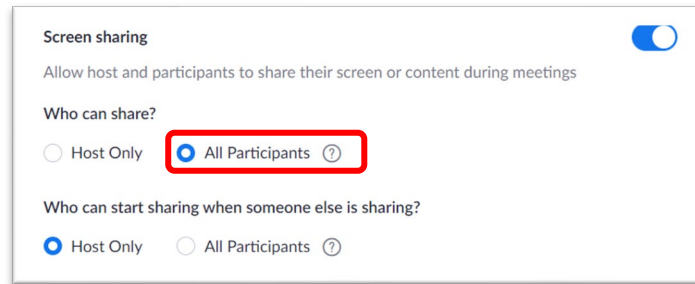 Screen sharing
Allow host and participants to share their screen or content during meetings
Who can share?
Host Only All Participants ?
Who can start sharing when someone else is sharing?
Host Only All Participants ?